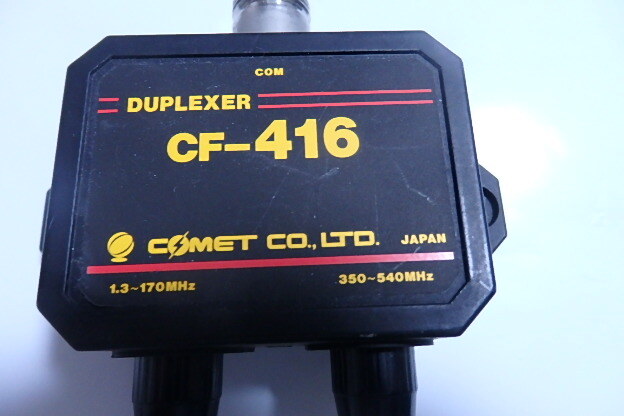 COM
DUPLEXER
CF-416
COMET CO., LTD. JAPAN
1.3~170MHz 350~540MHz